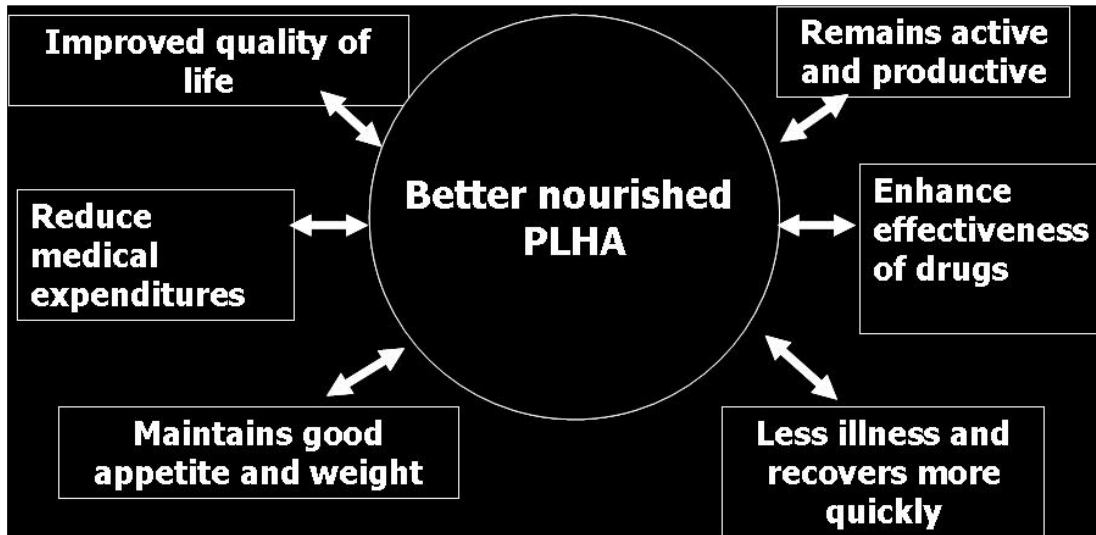 Improved quality of
life
Remains active
and productive
Better nourished
PLHA
Reduce
medical
expenditures
Enhance
effectiveness
of drugs
Maintains good
appetite and weight
Less illness and
recovers more
quickly